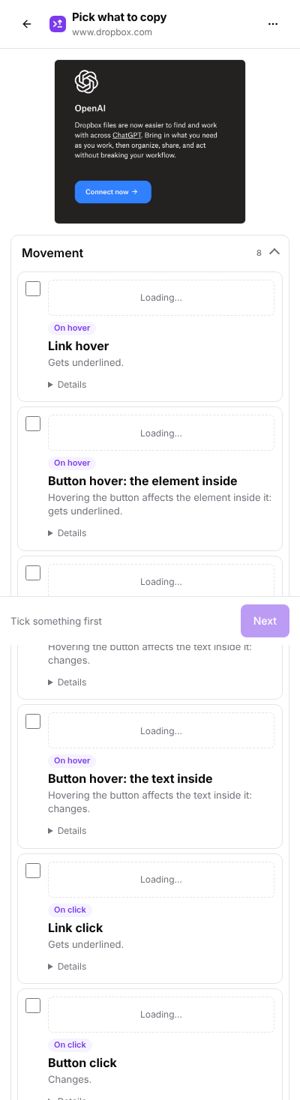 Pick what to copy
www.dropbox.com
OpenAI
Dropbox files are now easier to find and work
with across ChatGPT. Bring in what you need
as you work, then organize, share, and act
without breaking your workflow.
Connect now →
Movement
8
Loading...
On hover
Link hover
Gets underlined.
Details
Loading...
On hover
Button hover: the element inside
Hovering the button affects the element inside it:
gets underlined.
Details
Loading...
Tick something first
Next
Hovering the button affects the text inside it:
changes.
Details
Loading...
On hover
Button hover: the text inside
Hovering the button affects the text inside it:
changes.
Details
Loading...
On click
Link click
Gets underlined.
Details
Loading...
On click
Button click
Changes.
Details